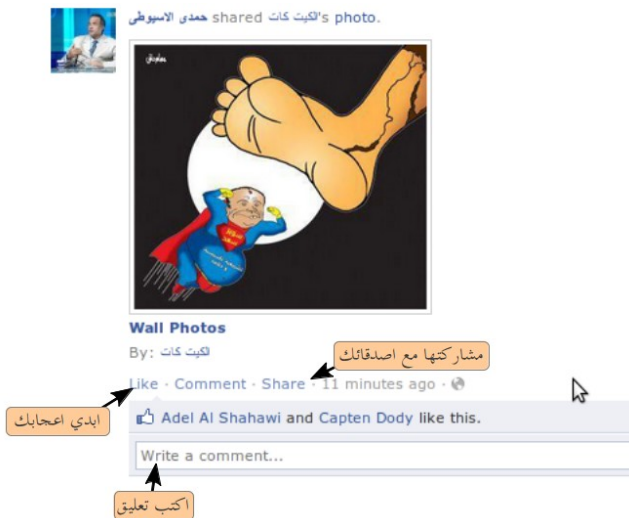 حمدى الاسيوطى shared الكيت كات's photo.
Wall Photos
By: الكيت كات
مشاركتها مع اصدقائك
Like · Comment · Share · 11 minutes ago ·
ابدي اعجابك
Adel Al Shahawi and Capten Dody like this.
Write a comment...
اكتب تعليق